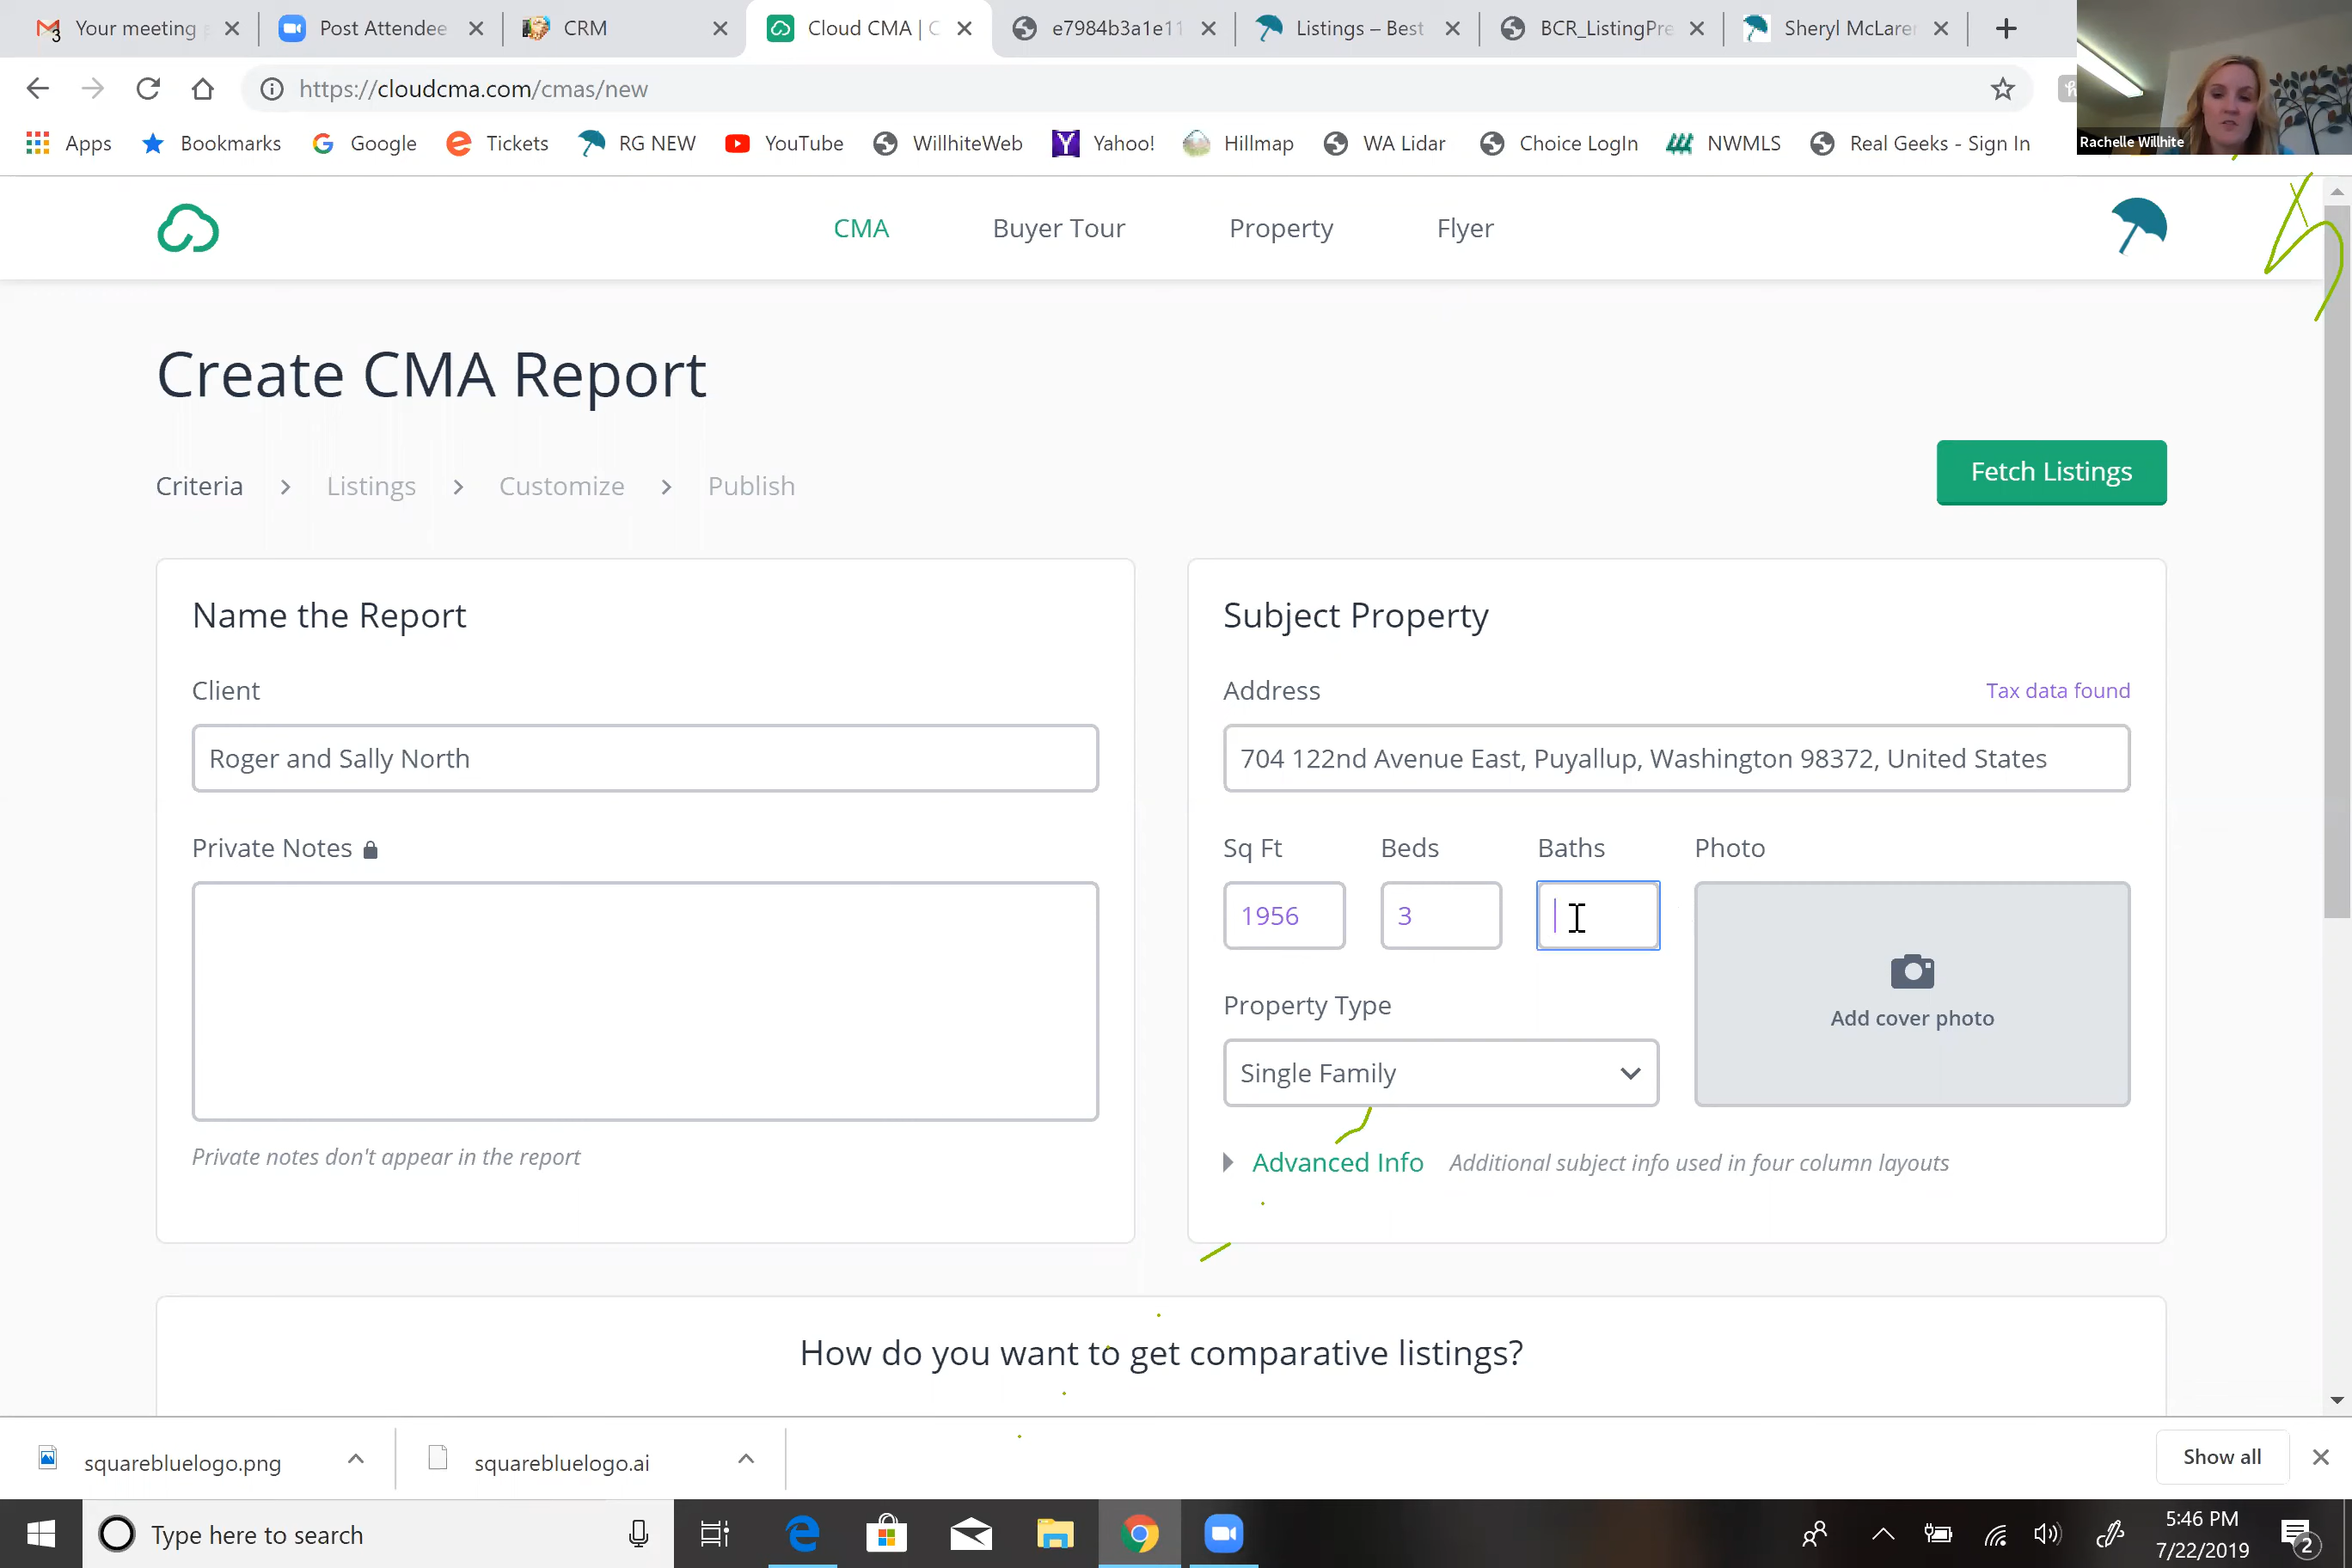 3
Your meeting
Post Attendee
CRM
Cloud CMA | C
e7984b3a1e11
Listings – Best
BCR_ListingPre
Sheryl McLaren
https://cloudcma.com/cmas/new
Rachelle Willhite
Apps
Bookmarks
Google
Tickets
RG NEW
YouTube
WillhiteWeb
Yahoo!
Hillmap
WA Lidar
Choice LogIn
NWMLS
Real Geeks - Sign In
CMA
Buyer Tour
Property
Flyer
Create CMA Report
Criteria > Listings > Customize > Publish
Fetch Listings
Name the Report
Client
Roger and Sally North
Private Notes
Private notes don't appear in the report
Subject Property
Address
Tax data found
704 122nd Avenue East, Puyallup, Washington 98372, United States
Sq Ft
Beds
Baths
Photo
1956
3
Add cover photo
Property Type
Single Family
Advanced Info
Additional subject info used in four column layouts
How do you want to get comparative listings?
squarebluelogo.png
squarebluelogo.ai
Show all
Type here to search
5:46 PM
7/22/2019
2